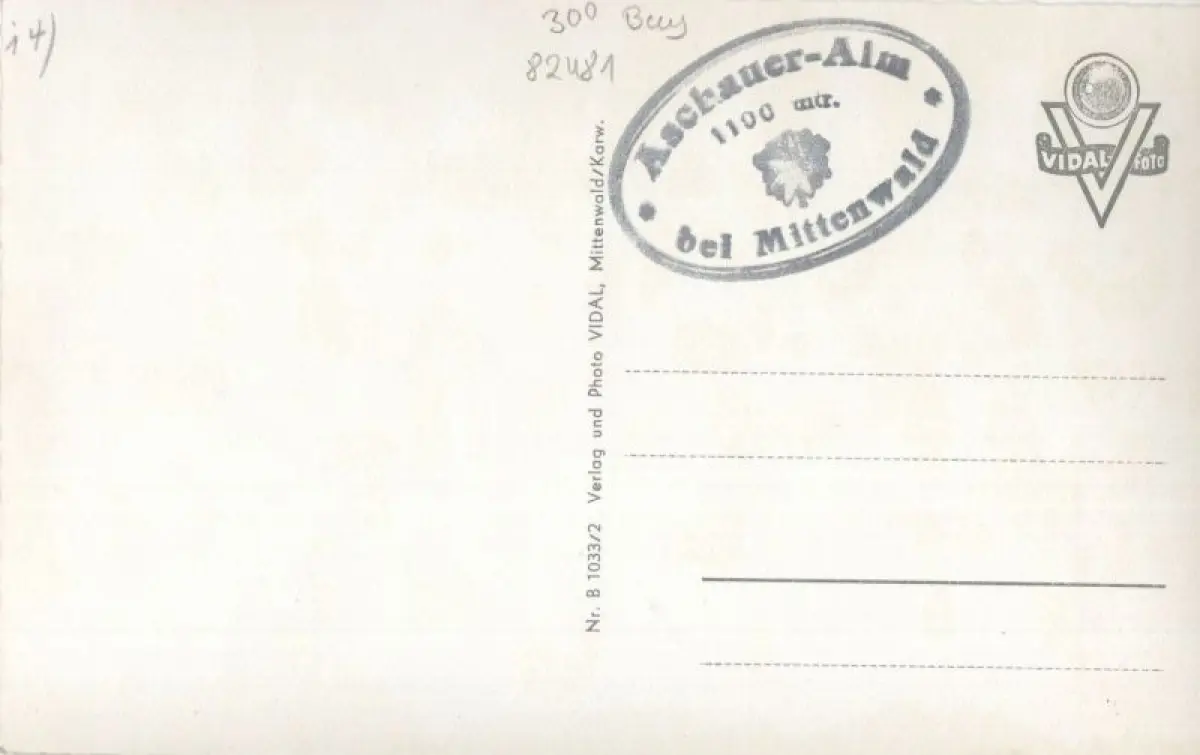 i4)
30⁰ Bay
82481
Aschauer-Alm
1100 mtr.
bei Mittenwald
VIDAL-Foto
Nr. B 1033/2 Verlag und Photo VIDAL, Mittenwald/Karw.